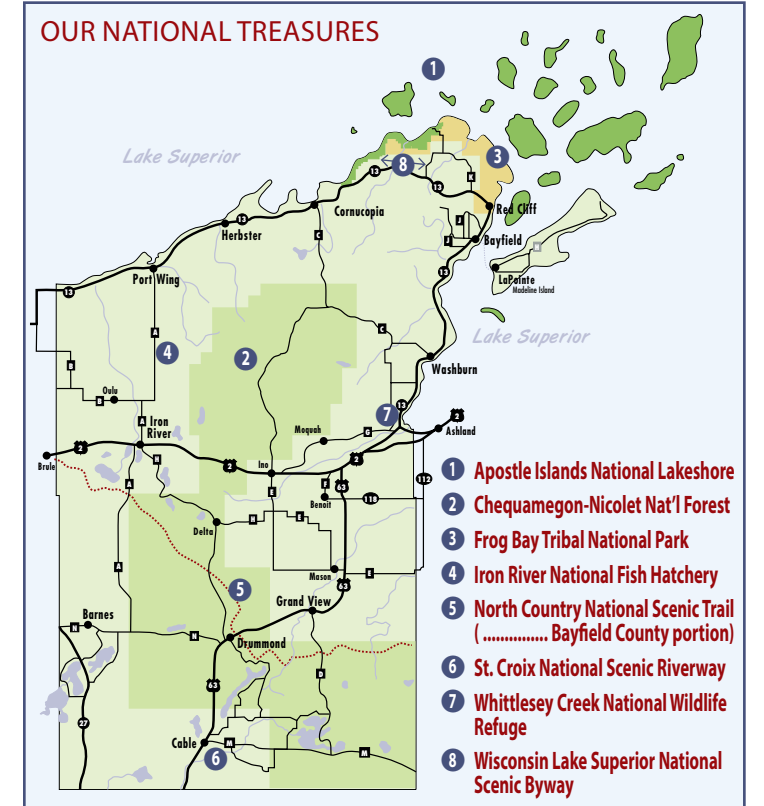 OUR NATIONAL TREASURES
1
Lake Superior
8
3
13
K
13
Red Cliff
Cornucopia
13
Herbster
J
J
Bayfield
C
13
LaPointe
Madeline Island
Port Wing
13
Lake Superior
A
C
4
2
B
Washburn
Oulu
B
13
7
2
A
Iron
River
Moquah
G
Ashland
2
Brule
2
Ino
2
H
63
112
A
E
F
Benoit
118
Delta
H
E
A
Mason
E
63
5
Grand View
Barnes
N
N
Drummond
63
D
27
Cable
M
M
6
1 Apostle Islands National Lakeshore
2 Chequamegon-Nicolet Nat'l Forest
3 Frog Bay Tribal National Park
4 Iron River National Fish Hatchery
5 North Country National Scenic Trail
( ............... Bayfield County portion)
6 St. Croix National Scenic Riverway
7 Whittlesey Creek National Wildlife
Refuge
8 Wisconsin Lake Superior National
Scenic Byway